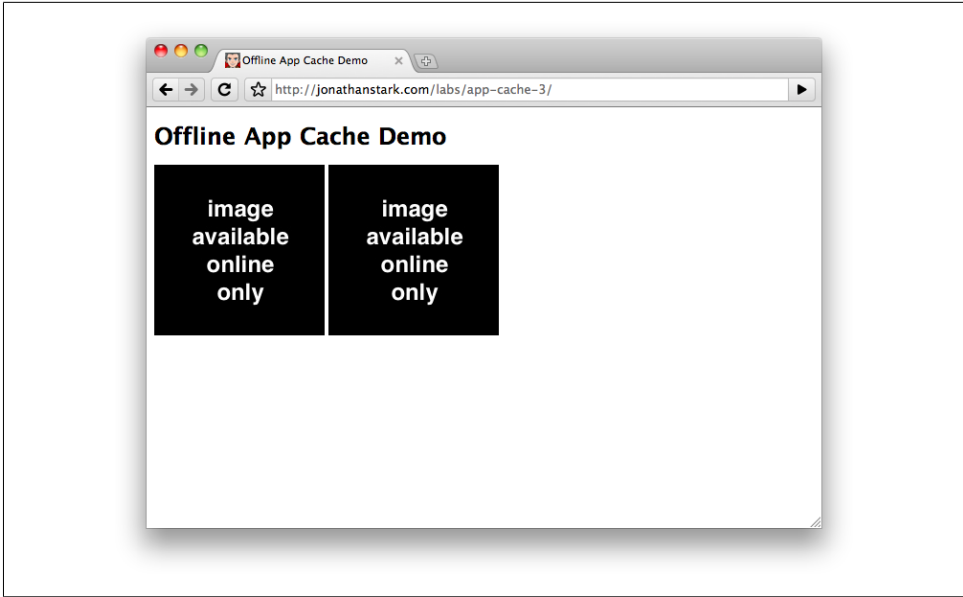 Offline App Cache Demo
http://jonathanstark.com/labs/app-cache-3/
Offline App Cache Demo
image
available
online
only
image
available
online
only